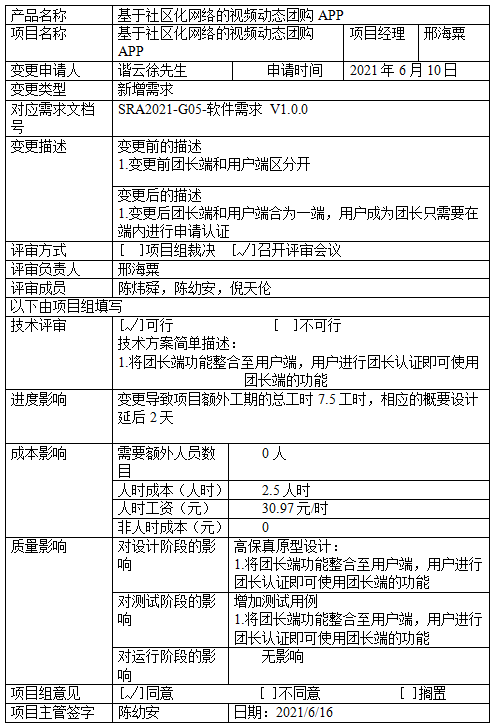 产品名称 基于社区化网络的视频动态团购 APP
项目名称 基于社区化网络的视频动态团购 项目经理 邢海粟
APP
变更申请人 谐云徐先生 申请时间 2021 年 6 月 10 日
变更类型 新增需求
对应需求文档 SRA2021-G05-软件需求 V1.0.0
号
变更描述 变更前的描述
1.变更前团长端和用户端区分开
变更后的描述
1.变更后团长端和用户端合为一端，用户成为团长只需要在
端内进行申请认证
评审方式 [ ]项目组裁决 [√]召开评审会议
评审负责人 邢海粟
评审成员 陈炜舜，陈幼安，倪天伦
以下由项目组填写
技术评审 [√]可行 [ ]不可行
技术方案简单描述：
1.将团长端功能整合至用户端，用户进行团长认证即可使用
团长端的功能
进度影响 变更导致项目额外工期的总工时 7.5 工时，相应的概要设计
延后 2 天
成本影响 需要额外人员数 0 人
目
人时成本（人时） 2.5 人时
人时工资（元） 30.97 元/时
非人时成本（元） 0
质量影响 对设计阶段的影 高保真原型设计：
响 1.将团长端功能整合至用户端，用户进行
团长认证即可使用团长端的功能
对测试阶段的影 增加测试用例
响 1.将团长端功能整合至用户端，用户进行
团长认证即可使用团长端的功能
对运行阶段的影 无影响
响
项目组意见 [√]同意 [ ]不同意 [ ]搁置
项目主管签字 陈幼安 日期：2021/6/16